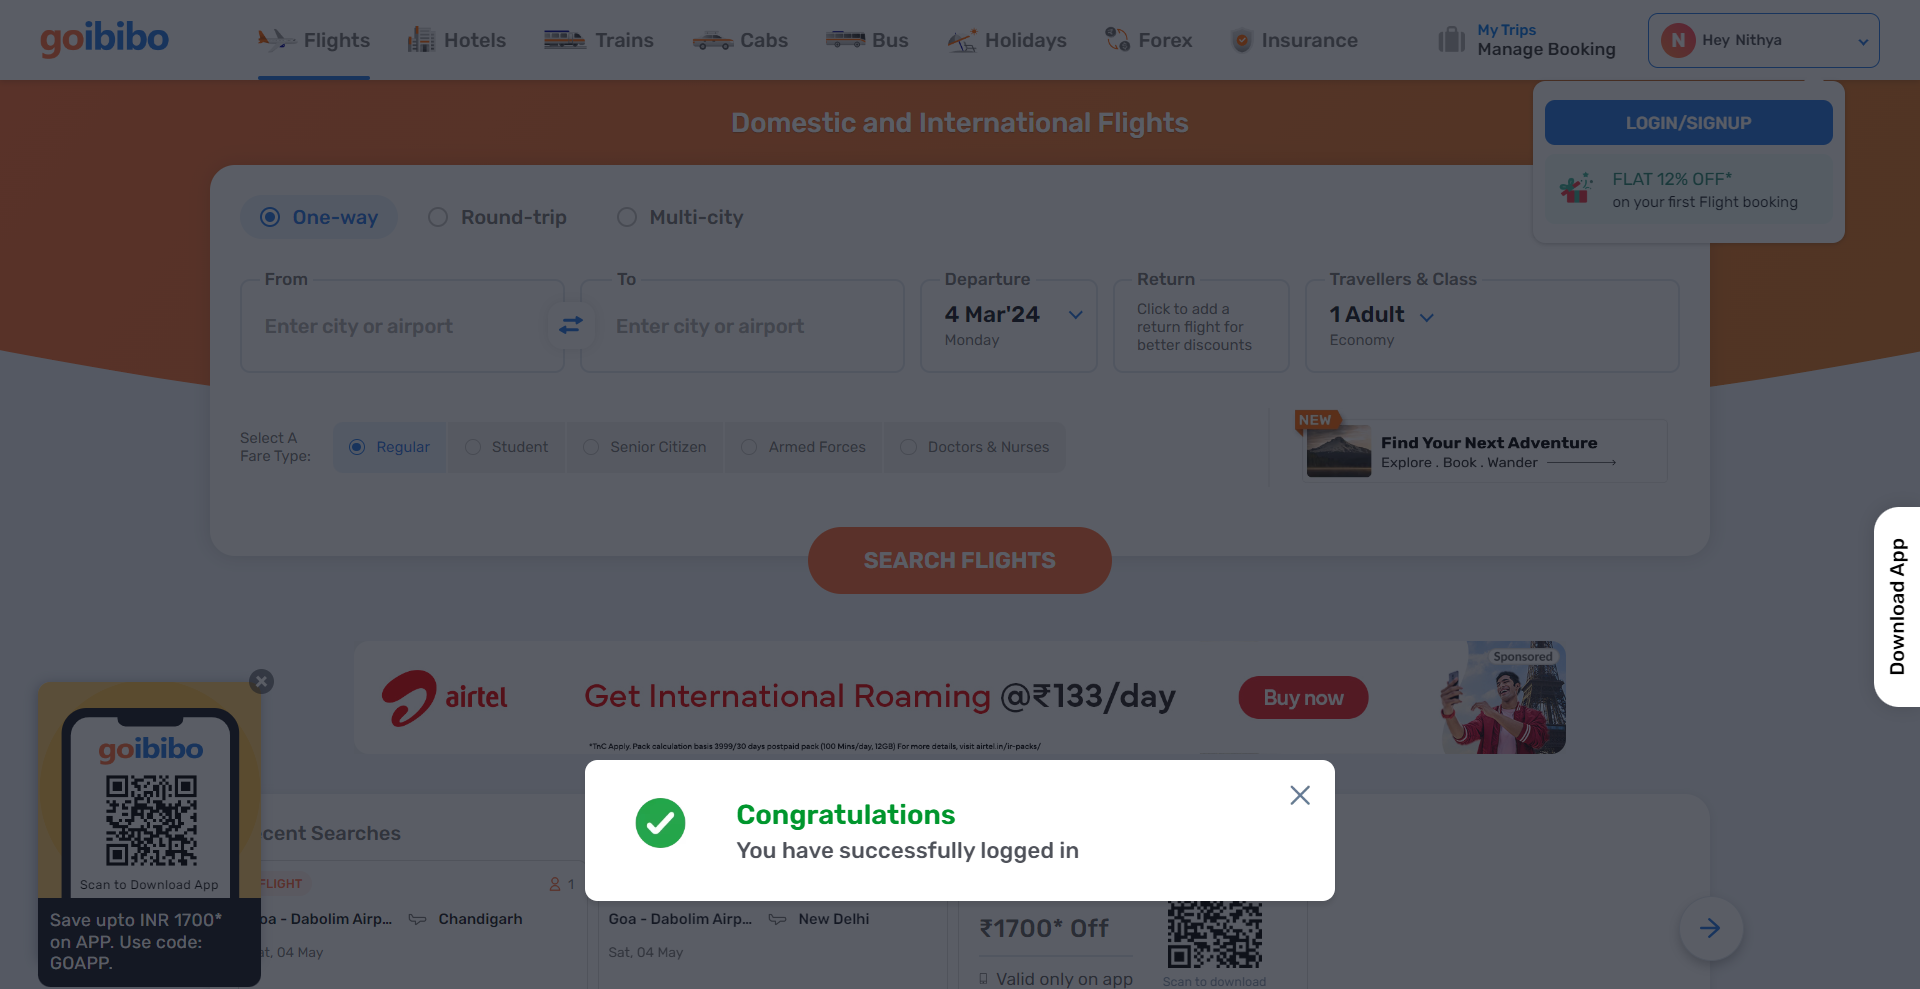 goibibo
Flights
Hotels
Trains
Cabs
Bus
Holidays
Forex
Insurance
My Trips
Manage Booking
N
Hey Nithya
LOGIN/SIGNUP
FLAT 12% OFF*
on your first Flight booking
Domestic and International Flights
One-way
Round-trip
Multi-city
From
Enter city or airport
To
Enter city or airport
Departure
4 Mar'24
Monday
Return
Click to add a
return flight for
better discounts
Travellers & Class
1 Adult
Economy
Select A
Fare Type:
Regular
Student
Senior Citizen
Armed Forces
Doctors & Nurses
NEW
Find Your Next Adventure
Explore . Book . Wander
SEARCH FLIGHTS
Download App
airtel
Get International Roaming @₹133/day
*TnC Apply. Pack calculation basis 3999/30 days postpaid pack (100 Mins/day, 12GB) For more details, visit airtel.in/ir-packs/
Buy now
Sponsored
goibibo
Scan to Download App
Save upto INR 1700*
on APP. Use code:
GOAPP.
Congratulations
You have successfully logged in
cent Searches
FLIGHT
1
oa - Dabolim Airp...
Chandigarh
at, 04 May
Goa - Dabolim Airp...
New Delhi
Sat, 04 May
₹1700* Off
Valid only on app
Scan to download